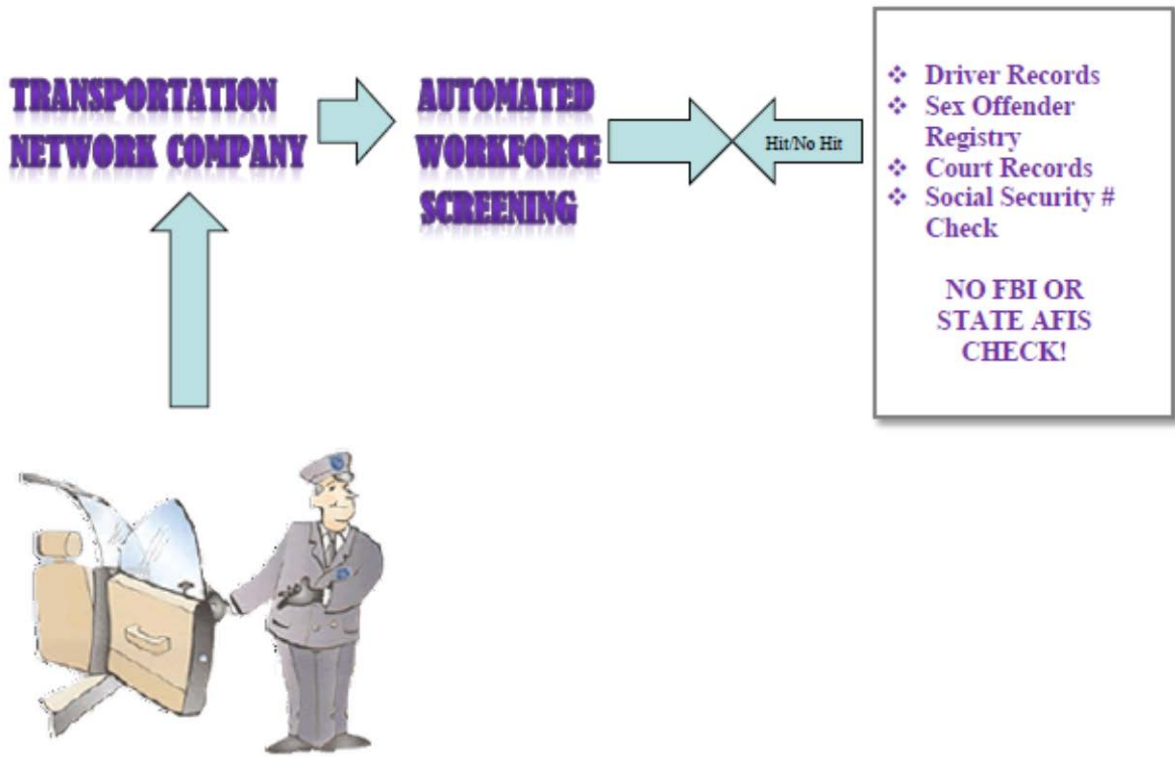 TRANSPORTATION
NETWORK COMPANY
AUTOMATED
WORKFORCE
SCREENING
Hit/No Hit
❖ Driver Records
❖ Sex Offender
Registry
❖ Court Records
❖ Social Security #
Check
NO FBI OR
STATE AFIS
CHECK!